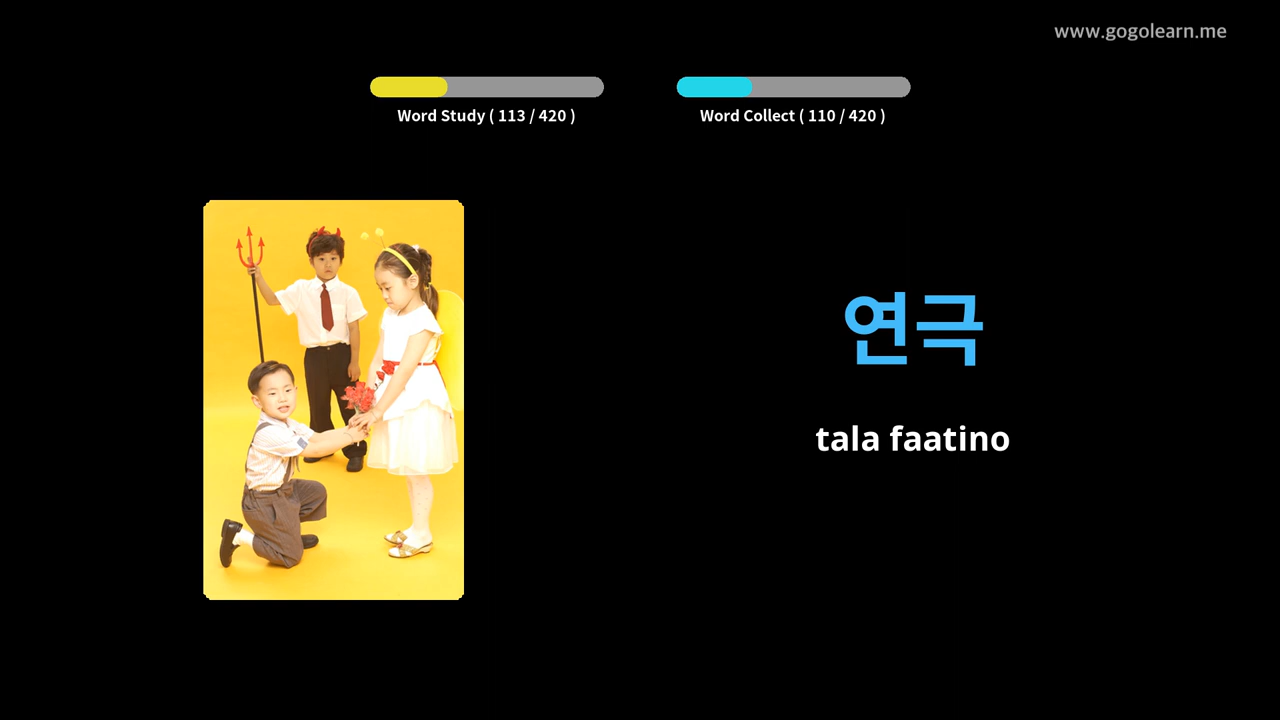 www.gogolearn.me
Word Study ( 113 / 420 )
Word Collect ( 110 / 420 )
연극
tala faatino